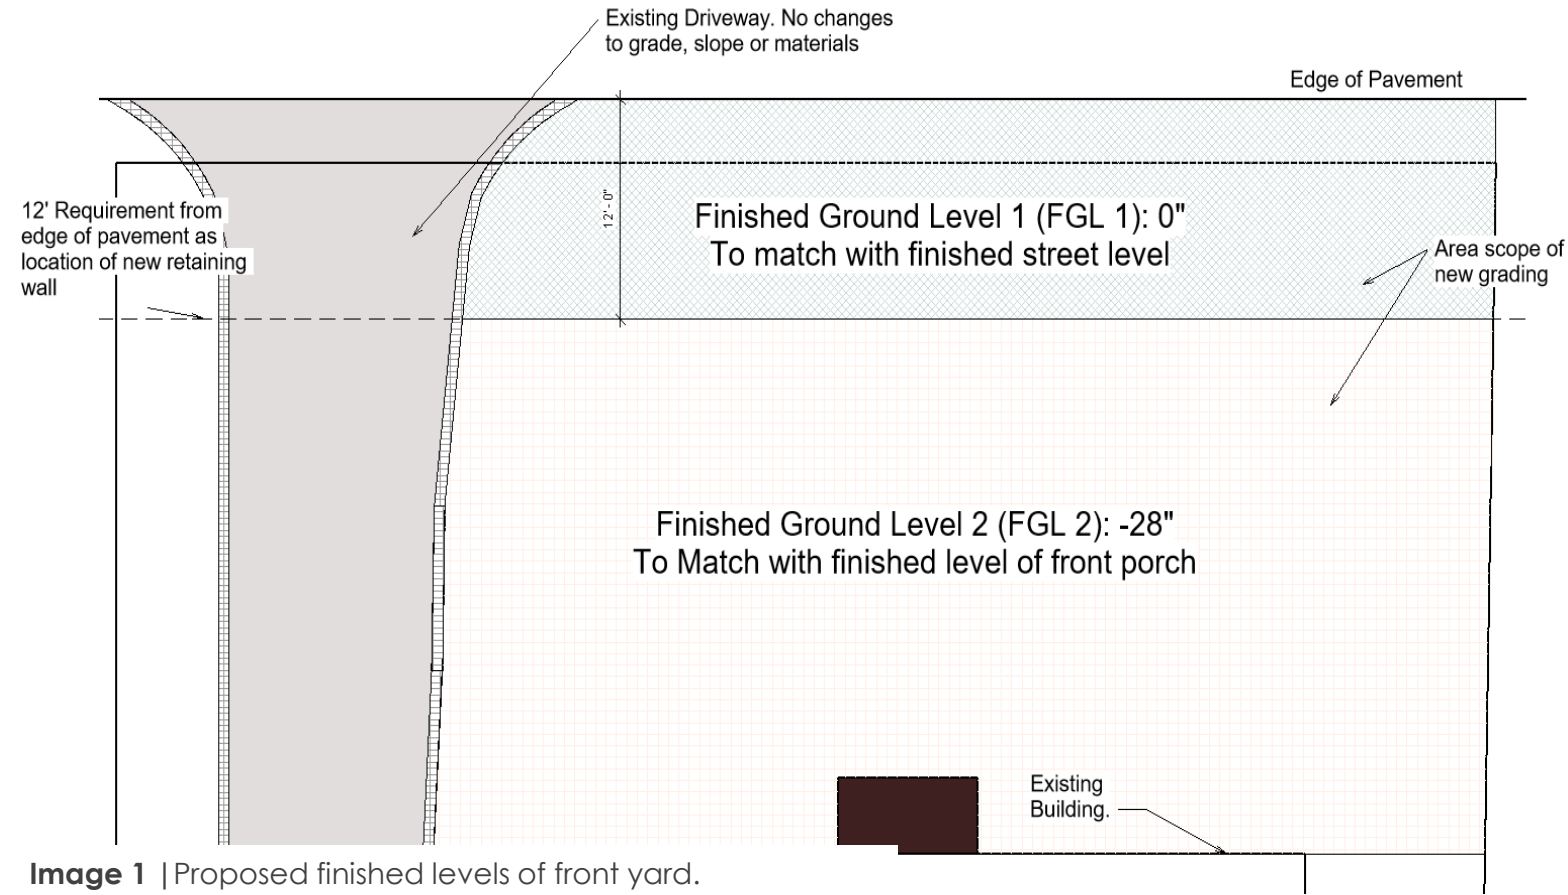 Existing Driveway. No changes
to grade, slope or materials
Edge of Pavement
12' Requirement from
edge of pavement as
location of new retaining
wall
12' - 0"
Finished Ground Level 1 (FGL 1): 0"
To match with finished street level
Area scope of
new grading
Finished Ground Level 2 (FGL 2): -28"
To Match with finished level of front porch
Existing
Building.
Image 1 |Proposed finished levels of front yard.